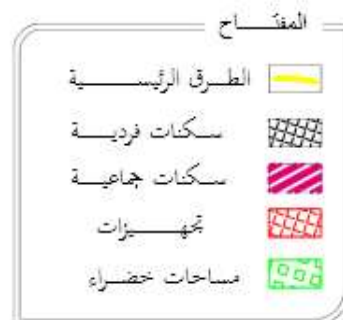 المفتاح
الطرق الرئيسية
سكنات فردية
سكنات جماعية
تجهيزات
مساحات خضراء